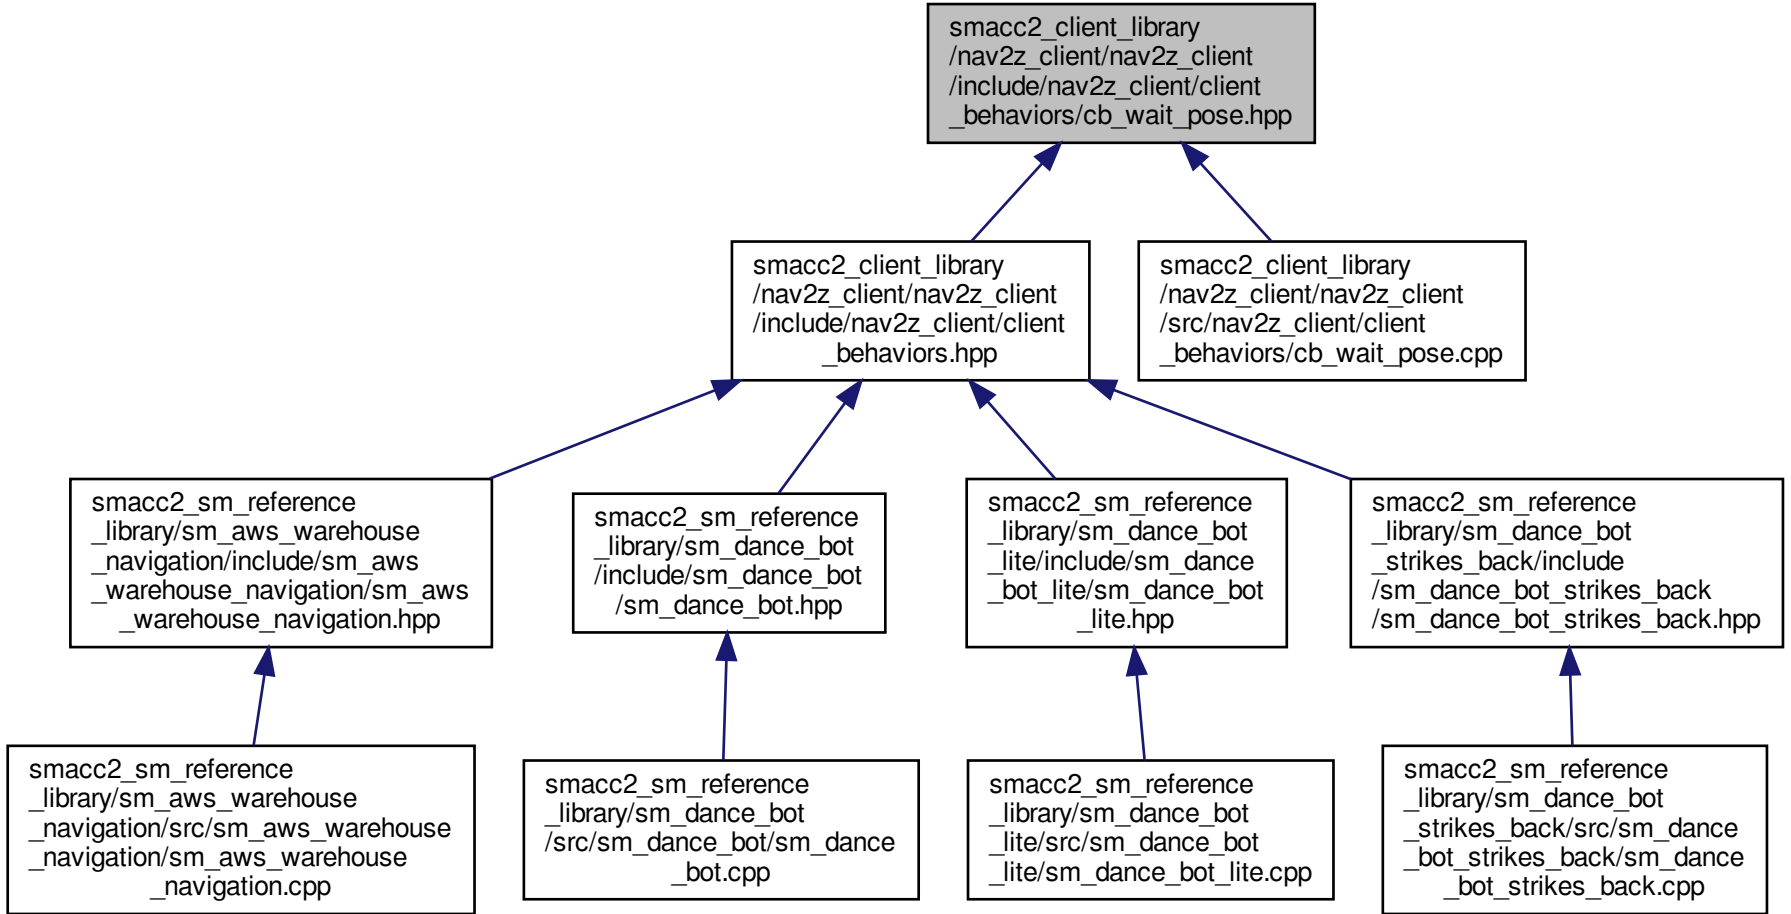 smacc2_client_library
/nav2z_client/nav2z_client
/include/nav2z_client/client
_behaviors/cb_wait_pose.hpp
smacc2_client_library
/nav2z_client/nav2z_client
/include/nav2z_client/client
_behaviors.hpp
smacc2_client_library
/nav2z_client/nav2z_client
/src/nav2z_client/client
_behaviors/cb_wait_pose.cpp
smacc2_sm_reference
_library/sm_aws_warehouse
_navigation/include/sm_aws
_warehouse_navigation/sm_aws
_warehouse_navigation.hpp
smacc2_sm_reference
_library/sm_dance_bot
/include/sm_dance_bot
/sm_dance_bot.hpp
smacc2_sm_reference
_library/sm_dance_bot
_lite/include/sm_dance
_bot_lite/sm_dance_bot
_lite.hpp
smacc2_sm_reference
_library/sm_dance_bot
_strikes_back/include
/sm_dance_bot_strikes_back
/sm_dance_bot_strikes_back.hpp
smacc2_sm_reference
_library/sm_aws_warehouse
_navigation/src/sm_aws_warehouse
_navigation/sm_aws_warehouse
_navigation.cpp
smacc2_sm_reference
_library/sm_dance_bot
/src/sm_dance_bot/sm_dance
_bot.cpp
smacc2_sm_reference
_library/sm_dance_bot
_lite/src/sm_dance_bot
_lite/sm_dance_bot_lite.cpp
smacc2_sm_reference
_library/sm_dance_bot
_strikes_back/src/sm_dance
_bot_strikes_back/sm_dance
_bot_strikes_back.cpp